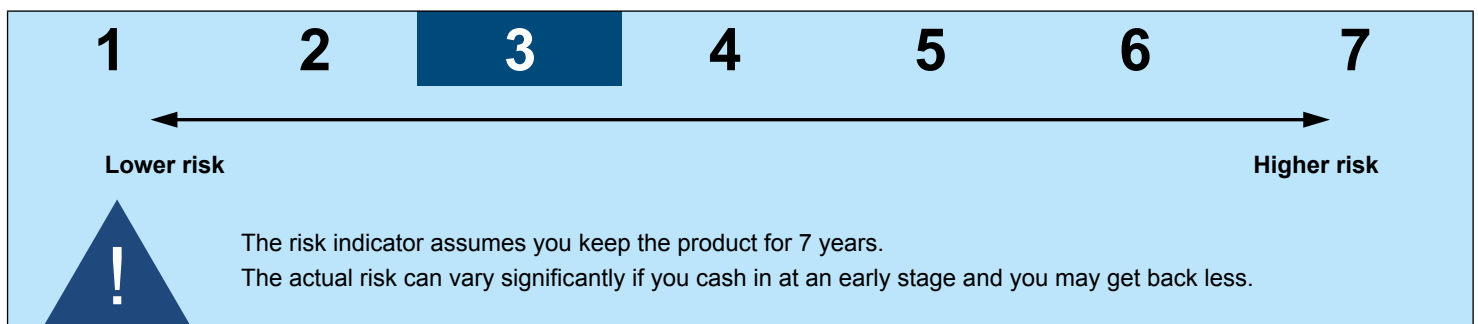 1 2 3 4 5 6 7
Lower risk Higher risk
!
The risk indicator assumes you keep the product for 7 years.
The actual risk can vary significantly if you cash in at an early stage and you may get back less.